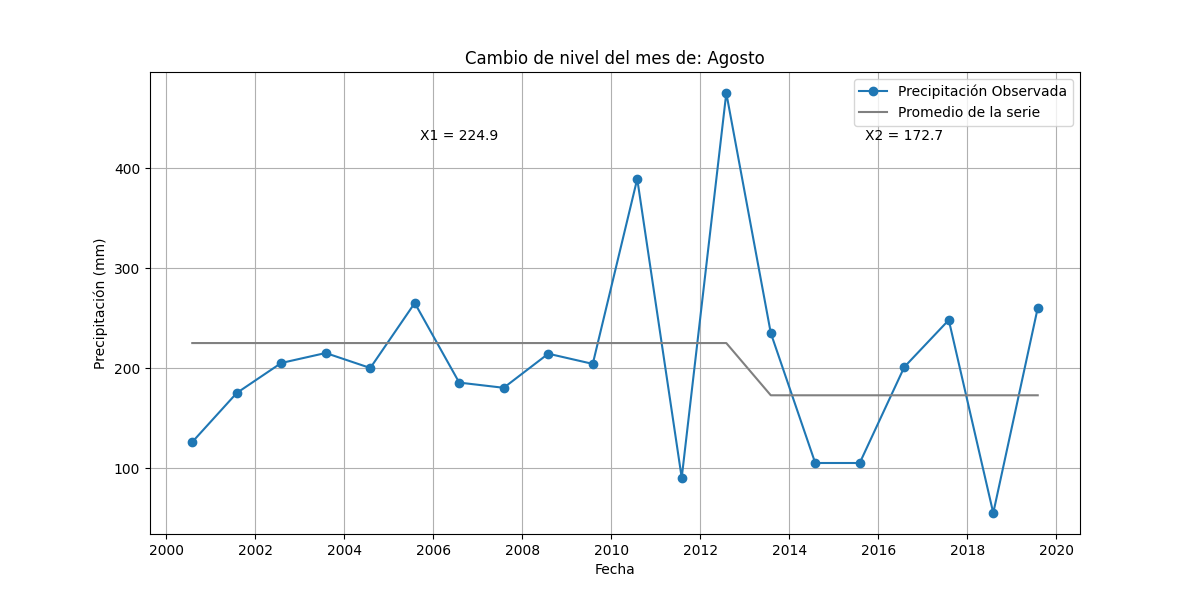 Cambio de nivel del mes de: Agosto
Precipitación Observada
Promedio de la serie
X1 = 224.9
X2 = 172.7
Precipitación (mm)
400
300
200
100
2000 2002 2004 2006 2008 2010 2012 2014 2016 2018 2020
Fecha